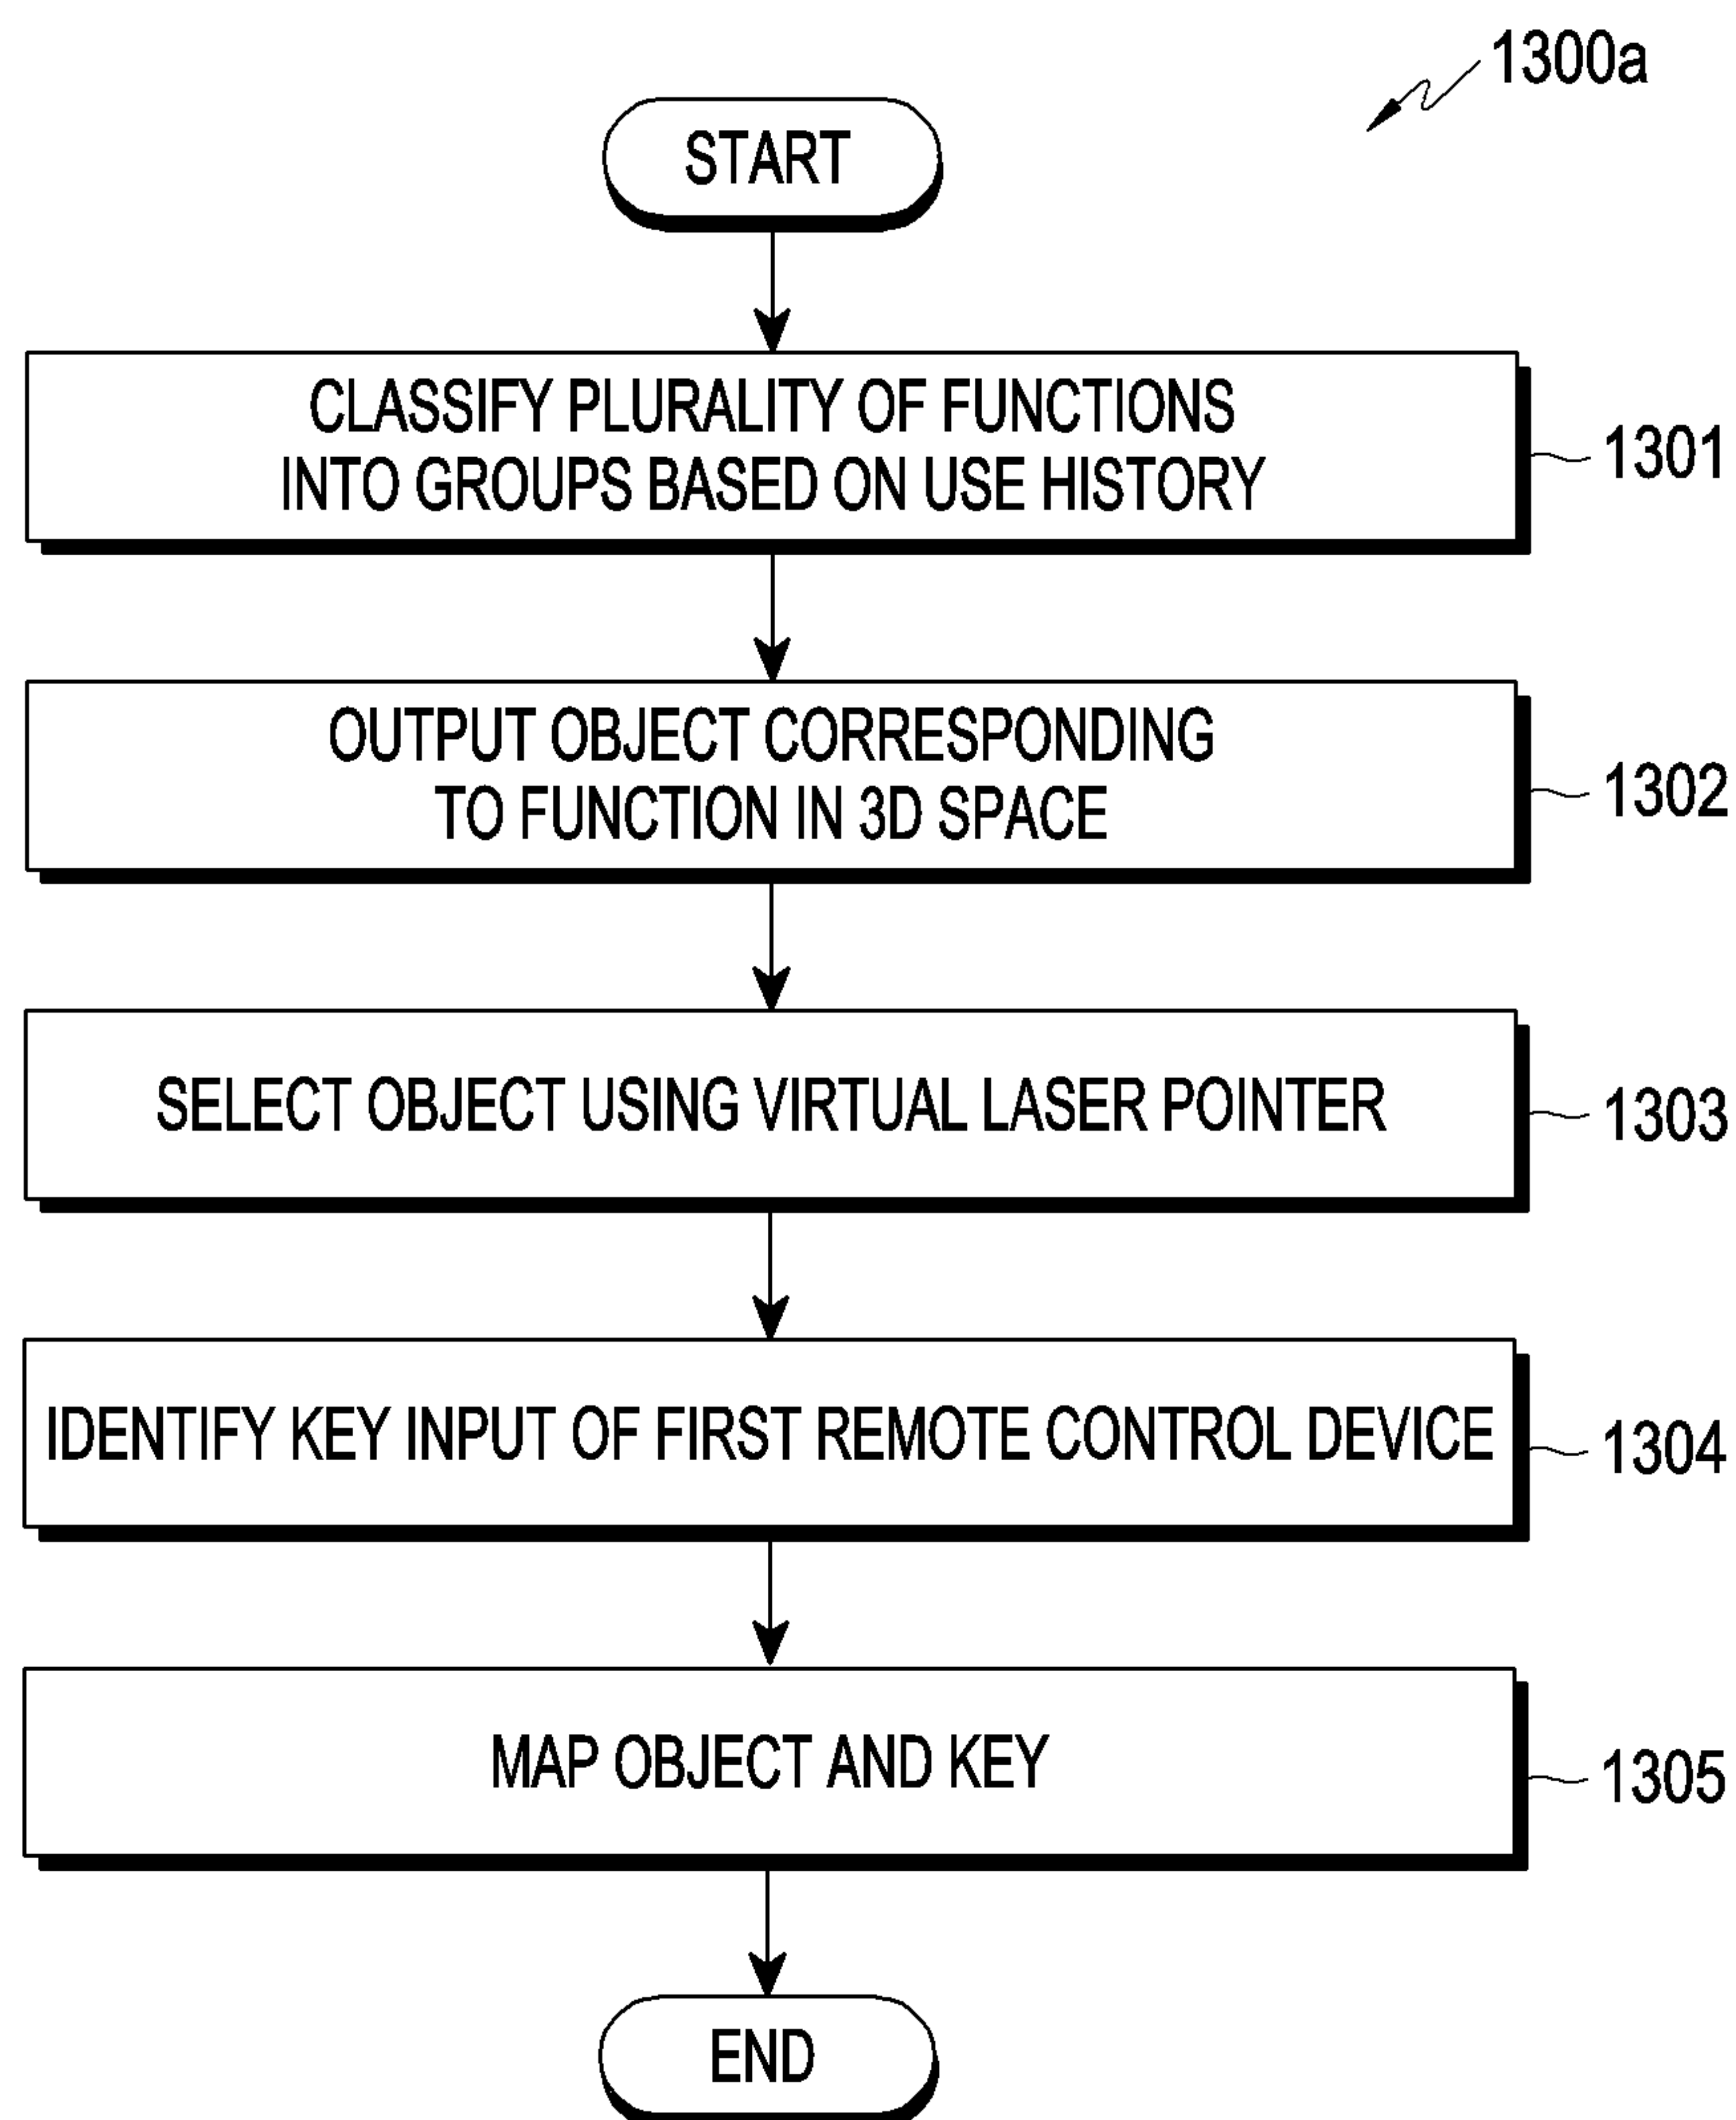 1300a
START
CLASSIFY PLURALITY OF FUNCTIONS
INTO GROUPS BASED ON USE HISTORY
1301
OUTPUT OBJECT CORRESPONDING
TO FUNCTION IN 3D SPACE
1302
SELECT OBJECT USING VIRTUAL LASER POINTER
1303
IDENTIFY KEY INPUT OF FIRST REMOTE CONTROL DEVICE
1304
MAP OBJECT AND KEY
1305
END